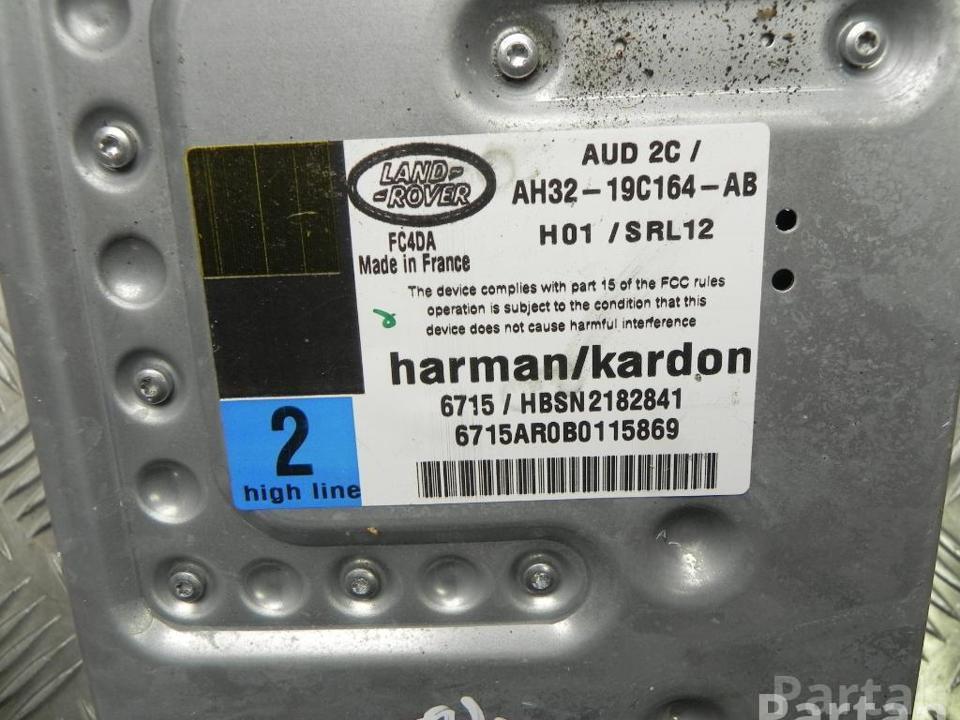 LAND-
-ROVER
FC4DA
Made in France
AUD 2C /
AH32-19C164-AB
H01 /SRL12
The device complies with part 15 of the FCC rules
operation is subject to the condition that this
device does not cause harmful interference
harman/kardon
6715 / HBSN2182841
6715AR0B0115869
2
high line
Partan
Partan